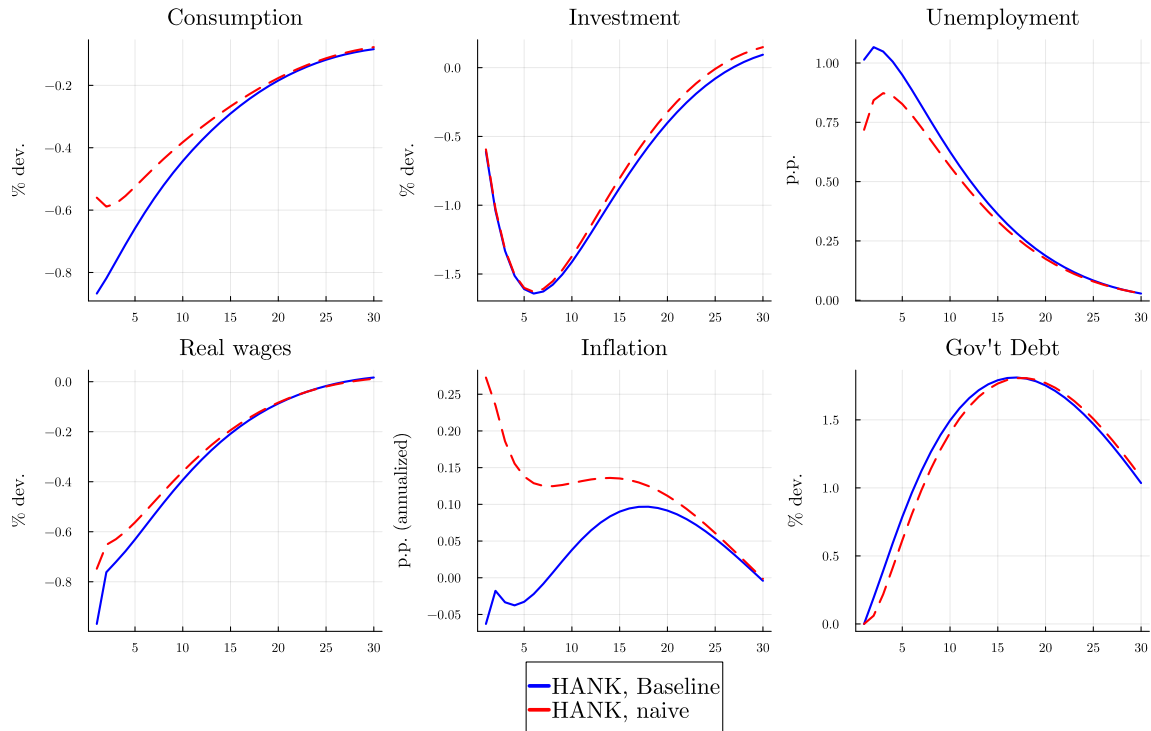 Consumption
Investment
Unemployment
% dev.
−0.2
−0.4
−0.6
−0.8
5 10 15 20 25 30
% dev.
0.0
−0.5
−1.0
−1.5
5 10 15 20 25 30
p.p.
1.00
0.75
0.50
0.25
0.00
5 10 15 20 25 30
Real wages
Inflation
Gov't Debt
% dev.
0.0
−0.2
−0.4
−0.6
−0.8
5 10 15 20 25 30
p.p. (annualized)
0.25
0.20
0.15
0.10
0.05
0.00
−0.05
5 10 15 20 25 30
% dev.
1.5
1.0
0.5
0.0
5 10 15 20 25 30
HANK, Baseline
HANK, naive